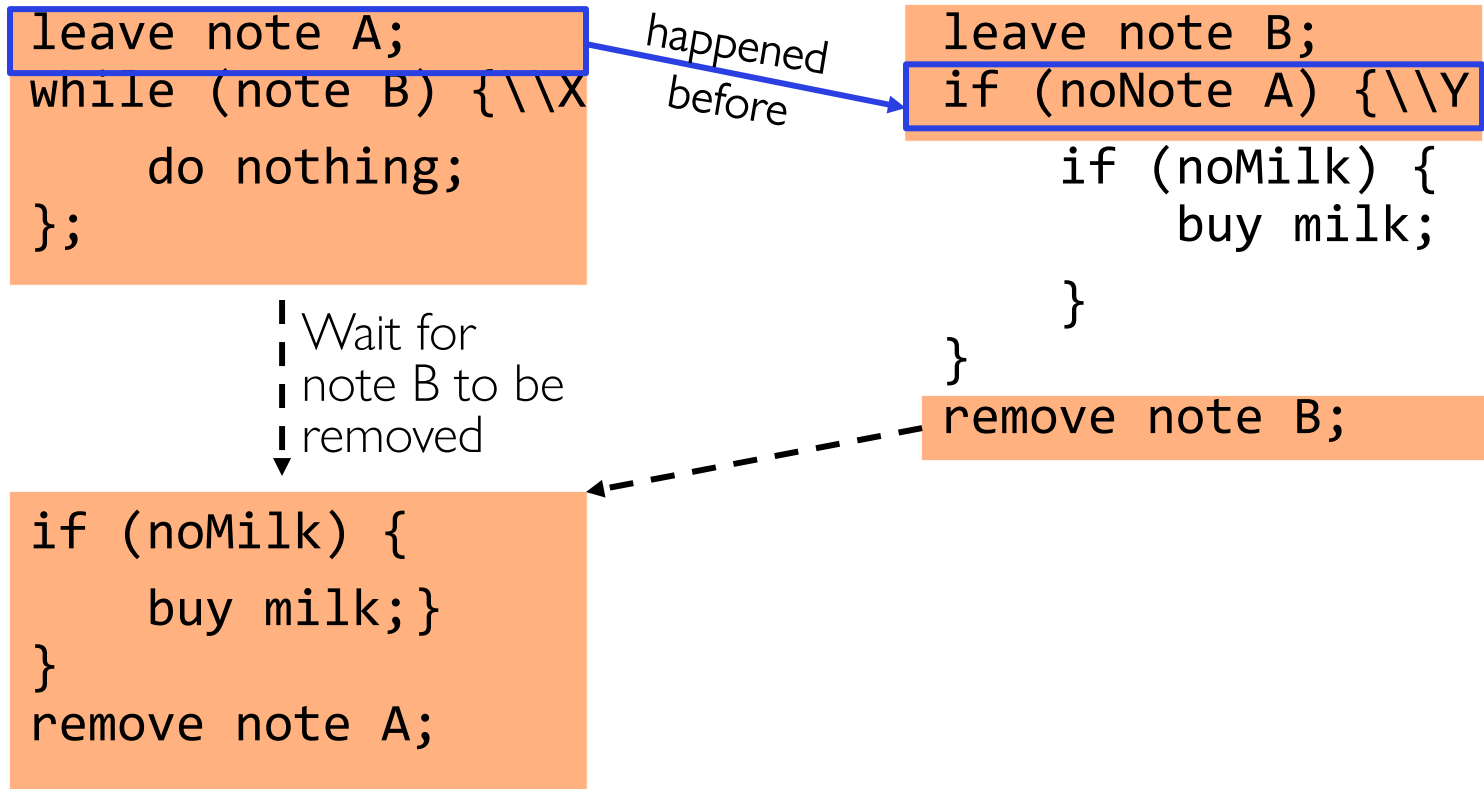 leave note A;
while (note B) {\\X
    do nothing;
};
Wait for
note B to be
removed
if (noMilk) {
    buy milk;}
}
remove note A;
happened
before
leave note B;
if (noNote A) {\\Y
    if (noMilk) {
        buy milk;
    }
}
remove note B;